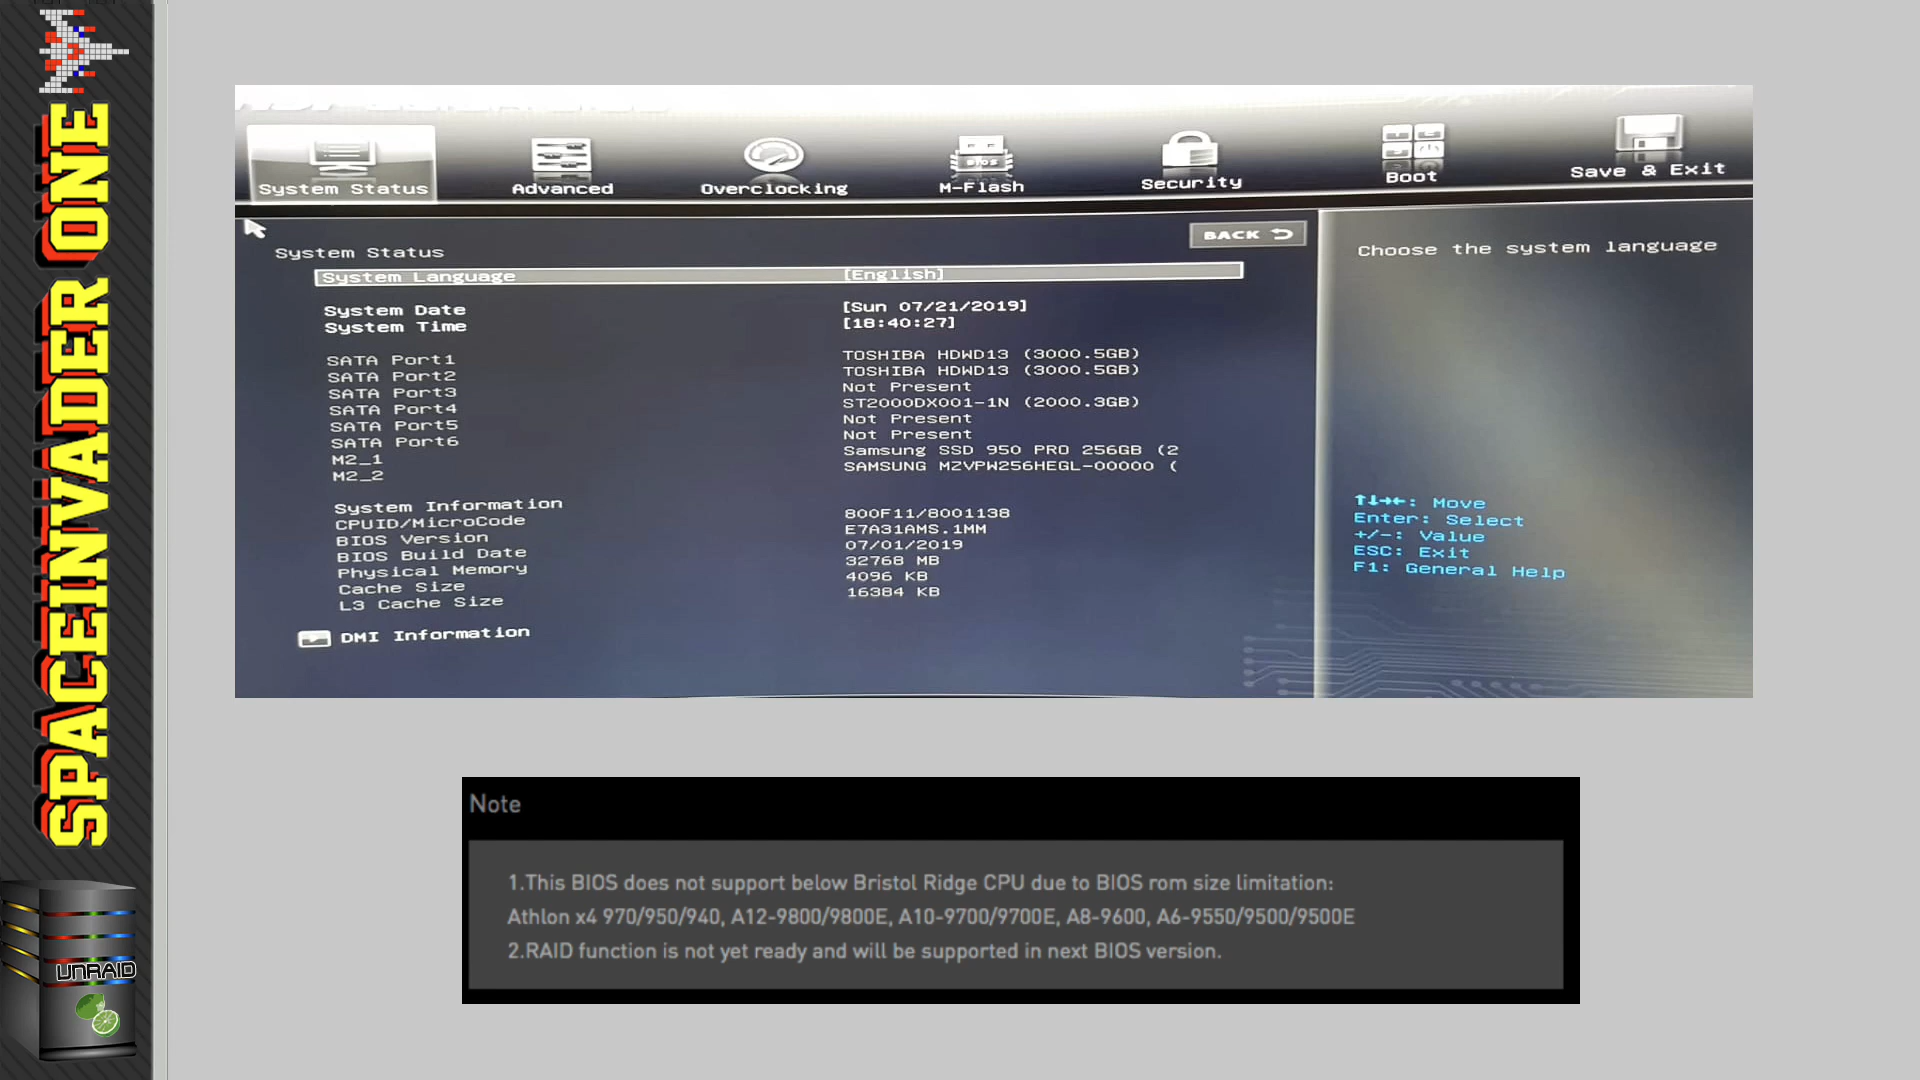 SPACEINVADER ONE
UNRAID
System Status
Advanced
Overclocking
BIOS
M-Flash
Security
Boot
Save & Exit
System Status
BACK
Choose the system language
System Language [English]
System Date [Sun 07/21/2019]
System Time [18:40:27]
SATA Port1 TOSHIBA HDWD13 (3000.5GB)
SATA Port2 TOSHIBA HDWD13 (3000.5GB)
SATA Port3 Not Present
SATA Port4 ST2000DX001-1N (2000.3GB)
SATA Port5 Not Present
SATA Port6 Not Present
M2_1 Samsung SSD 950 PRO 256GB (2
M2_2 SAMSUNG MZVPW256HEGL-00000 (
System Information
CPUID/MicroCode 800F11/8001138
BIOS Version E7A31AMS.1MM
BIOS Build Date 07/01/2019
Physical Memory 32768 MB
Cache Size 4096 KB
L3 Cache Size 16384 KB
DMI Information
↑↓→←: Move
Enter: Select
+/-: Value
ESC: Exit
F1: General Help
Note
1.This BIOS does not support below Bristol Ridge CPU due to BIOS rom size limitation:
Athlon x4 970/950/940, A12-9800/9800E, A10-9700/9700E, A8-9600, A6-9550/9500/9500E
2.RAID function is not yet ready and will be supported in next BIOS version.